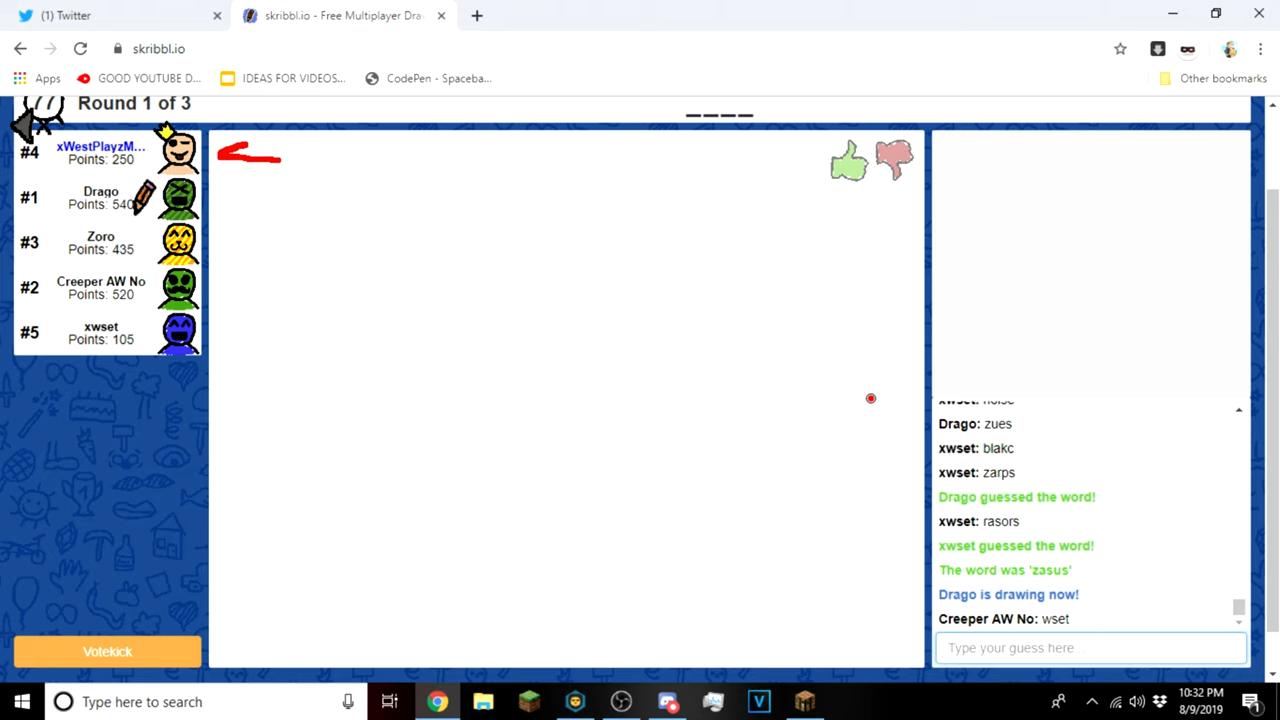 (1) Twitter
skribbl.io - Free Multiplayer Dra
skribbl.io
Apps
GOOD YOUTUBE D...
IDEAS FOR VIDEOS...
CodePen - Spaceba...
Other bookmarks
77
Round 1 of 3
_ _ _ _
#4
xWestPlayzM...
Points: 250
#1
Drago
Points: 540
#3
Zoro
Points: 435
#2
Creeper AW No
Points: 520
#5
xwset
Points: 105
Votekick
Drago: zues
xwset: blakc
xwset: zarps
Drago guessed the word!
xwset: rasors
xwset guessed the word!
The word was 'zasus'
Drago is drawing now!
Creeper AW No: wset
Type your guess here...
Type here to search
10:32 PM
8/9/2019